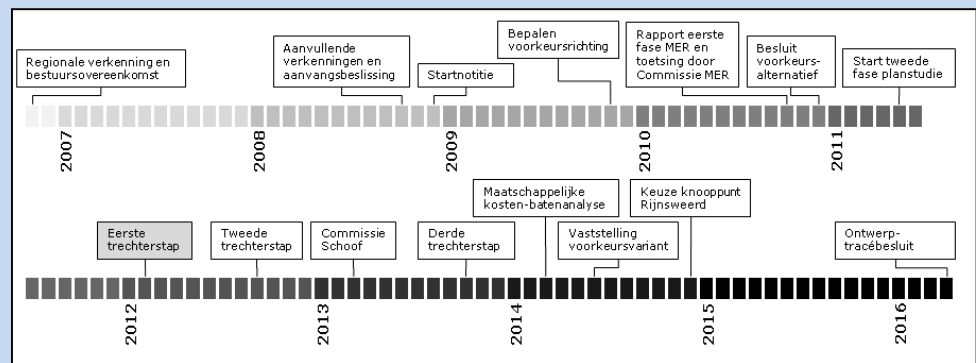 Regionale verkenning en
bestuursovereenkomst
Aanvullende
verkenningen en
aanvangsbeslissing
Startnotitie
Bepalen
voorkeursrichting
Rapport eerste
fase MER en
toetsing door
Commissie MER
Besluit
voorkeurs-
alternatief
Start tweede
fase planstudie
2007
2008
2009
2010
2011
Eerste
trechterstap
Tweede
trechterstap
Commissie
Schoof
Derde
trechterstap
Maatschappelijke
kosten-batenanalyse
Vaststelling
voorkeursvariant
Keuze knooppunt
Rijnsweerd
Ontwerp-
tracébesluit
2012
2013
2014
2015
2016